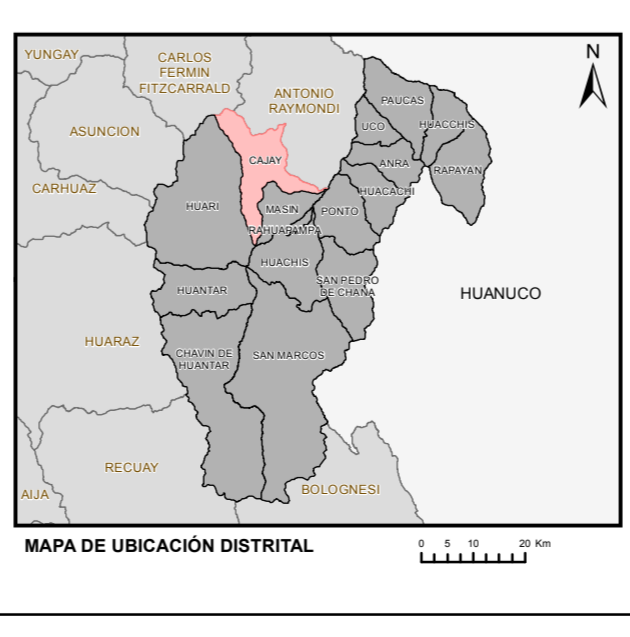 YUNGAY
CARLOS
FERMIN
FITZCARRALD
N
ANTONIO
RAYMONDI
PAUCAS
UCO
HUACCHIS
ASUNCION
CAJAY
ANRA
RAPAYAN
CARHUAZ
HUACACHI
HUARI
MASIN
PONTO
RAHUAPAMPA
HUACHIS
SAN PEDRO
DE CHANA
HUANTAR
HUANUCO
HUARAZ
CHAVIN DE
HUANTAR
SAN MARCOS
RECUAY
AIJA
BOLOGNESI
MAPA DE UBICACIÓN DISTRITAL
0 5 10 20 Km